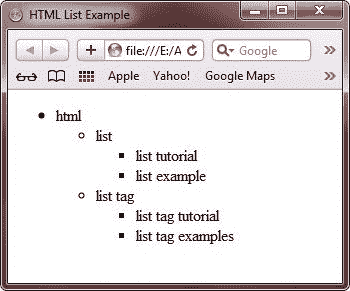 HTML List Example
file:///E:/A
Google
Apple Yahoo! Google Maps
html
list
list tutorial
list example
list tag
list tag tutorial
list tag examples